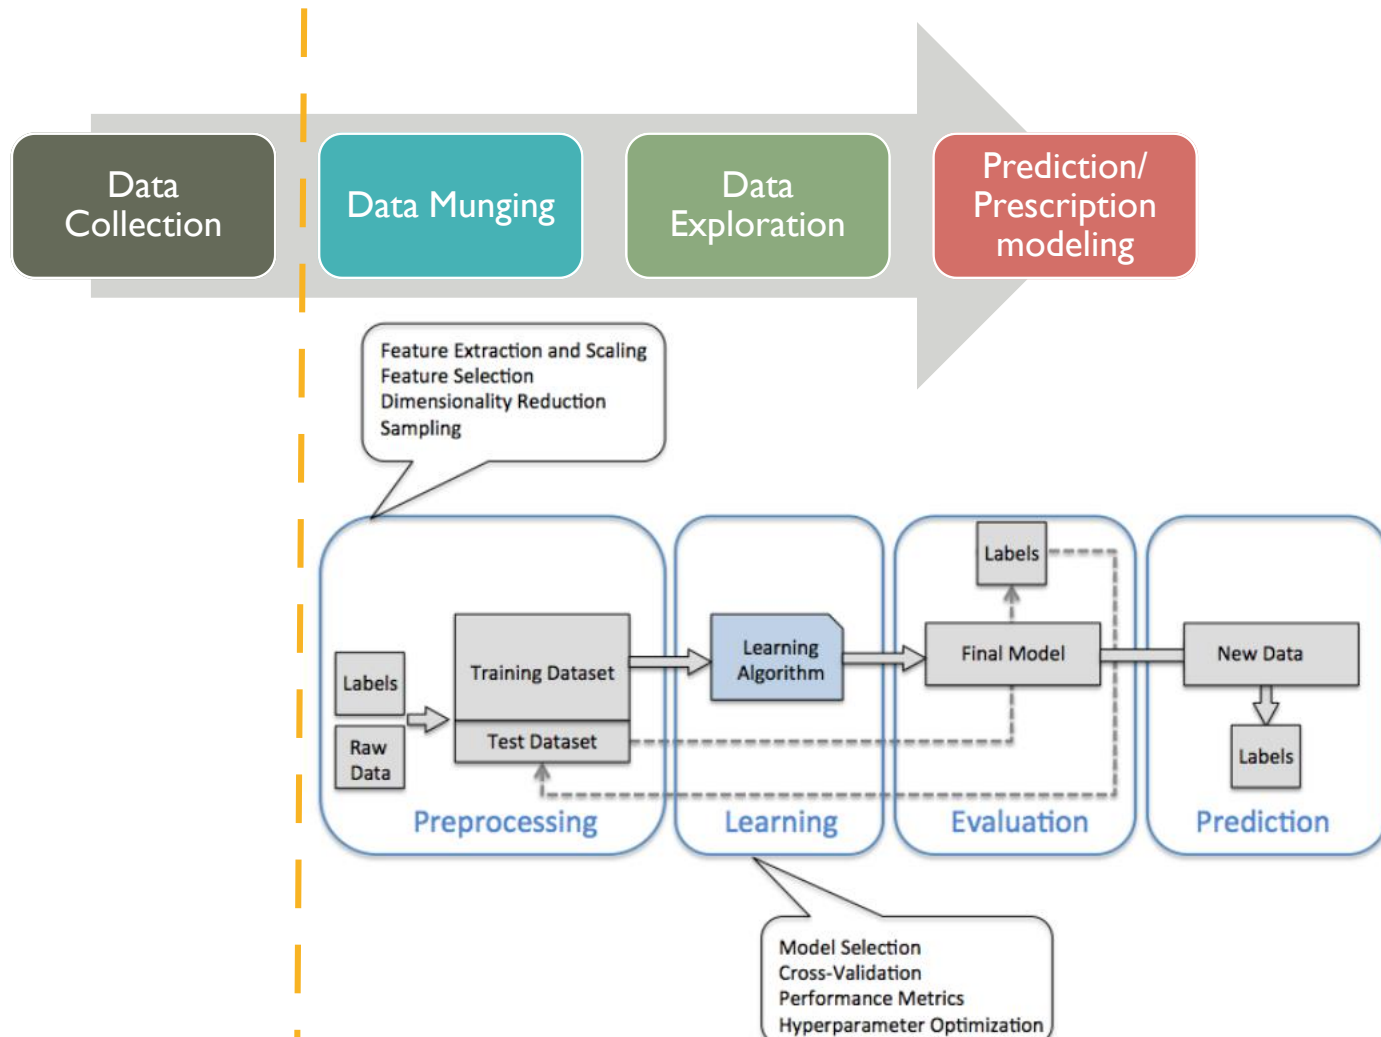 Data
Collection
Data Munging
Data
Exploration
Prediction/
Prescription
modeling
Feature Extraction and Scaling
Feature Selection
Dimensionality Reduction
Sampling
Labels
Raw
Data
Training Dataset
Test Dataset
Preprocessing
Learning
Algorithm
Learning
Labels
Final Model
Evaluation
New Data
Labels
Prediction
Model Selection
Cross-Validation
Performance Metrics
Hyperparameter Optimization